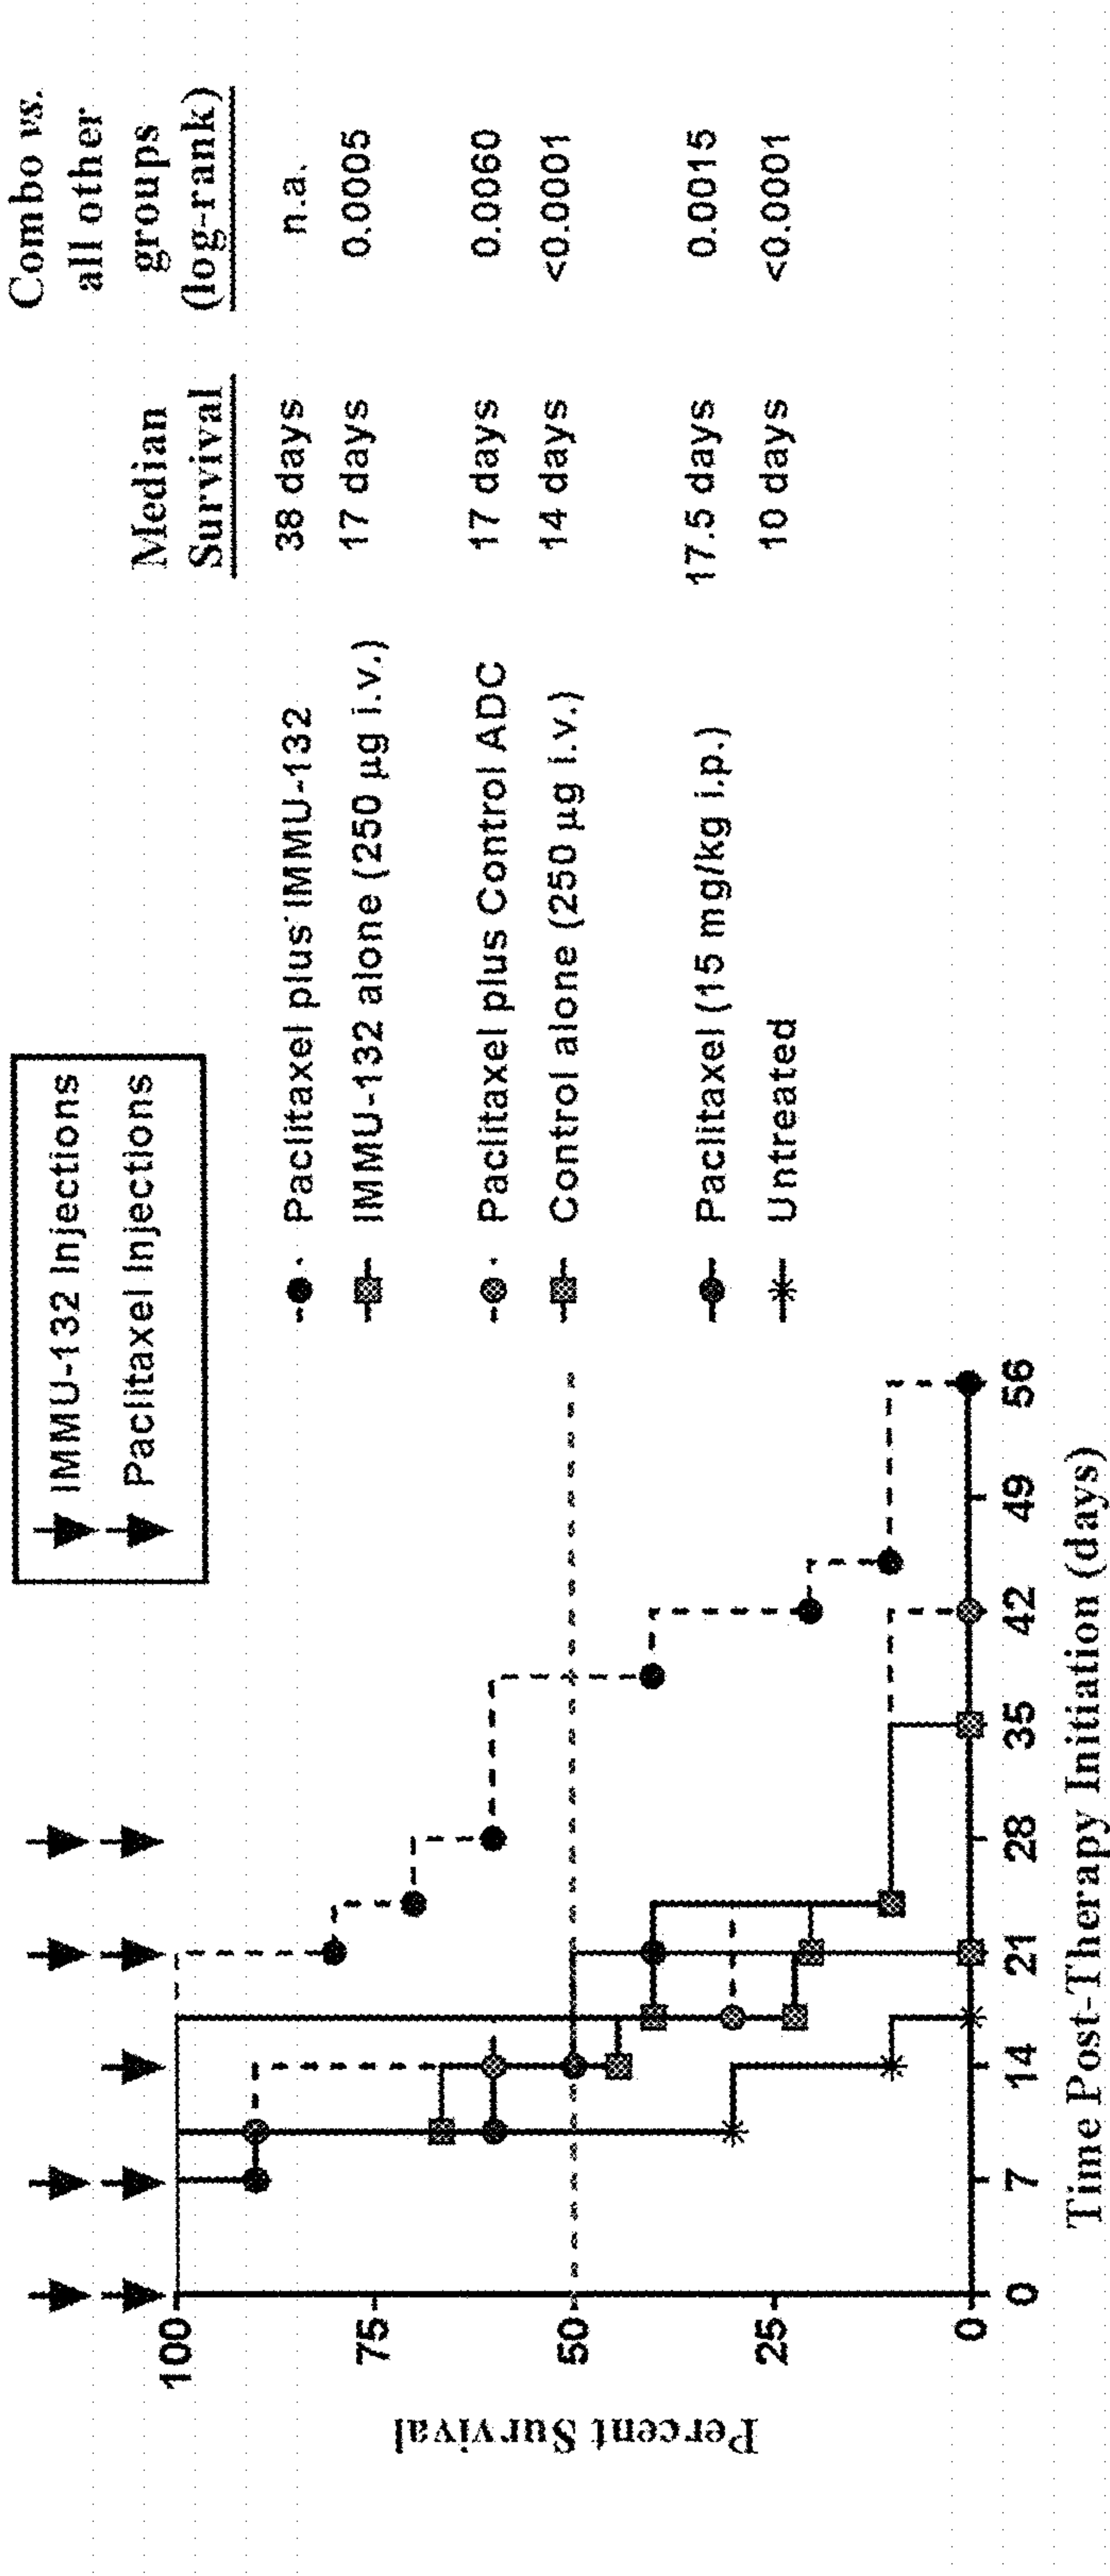 IMMU-132 Injections
Paclitaxel Injections
Combo vs.
all other
groups
(log-rank)
Median
Survival
Paclitaxel plus IMMU-132 38 days n.a.
IMMU-132 alone (250 µg i.v.) 17 days 0.0005
Paclitaxel plus Control ADC 17 days 0.0060
Control alone (250 µg i.v.) 14 days <0.0001
Paclitaxel (15 mg/kg i.p.) 17.5 days 0.0015
Untreated 10 days <0.0001
Percent Survival
100
75
50
25
0
0 7 14 21 28 35 42 49 56
Time Post-Therapy Initiation (days)